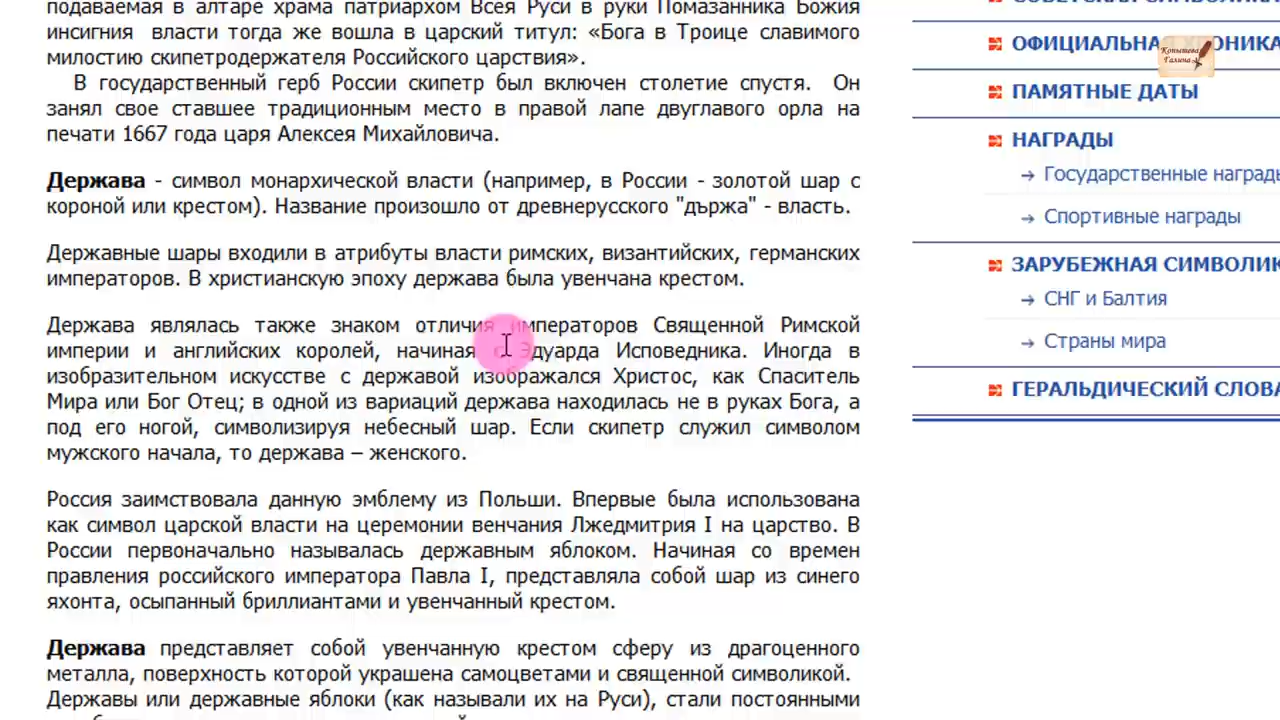 подаваемая в алтаре храма патриархом Всея Руси в руки Помазанника Божия
инсигния власти тогда же вошла в царский титул: «Бога в Троице славимого
милостию скипетродержателя Российского царствия».
В государственный герб России скипетр был включен столетие спустя. Он
занял свое ставшее традиционным место в правой лапе двуглавого орла на
печати 1667 года царя Алексея Михайловича.
Держава - символ монархической власти (например, в России - золотой шар с
короной или крестом). Название произошло от древнерусского "държа" - власть.
Державные шары входили в атрибуты власти римских, византийских, германских
императоров. В христианскую эпоху держава была увенчана крестом.
Держава являлась также знаком отличия императоров Священной Римской
империи и английских королей, начиная с Эдуарда Исповедника. Иногда в
изобразительном искусстве с державой изображался Христос, как Спаситель
Мира или Бог Отец; в одной из вариаций держава находилась не в руках Бога, а
под его ногой, символизируя небесный шар. Если скипетр служил символом
мужского начала, то держава – женского.
Россия заимствовала данную эмблему из Польши. Впервые была использована
как символ царской власти на церемонии венчания Лжедмитрия I на царство. В
России первоначально называлась державным яблоком. Начиная со времен
правления российского императора Павла I, представляла собой шар из синего
яхонта, осыпанный бриллиантами и увенчанный крестом.
Держава представляет собой увенчанную крестом сферу из драгоценного
металла, поверхность которой украшена самоцветами и священной символикой.
Державы или державные яблоки (как называли их на Руси), стали постоянными
ОФИЦИАЛЬНА
ОНИКА
Копытева
Галина
ПАМЯТНЫЕ ДАТЫ
НАГРАДЫ
Государственные награды
Спортивные награды
ЗАРУБЕЖНАЯ СИМВОЛИК
СНГ и Балтия
Страны мира
ГЕРАЛЬДИЧЕСКИЙ СЛОВА